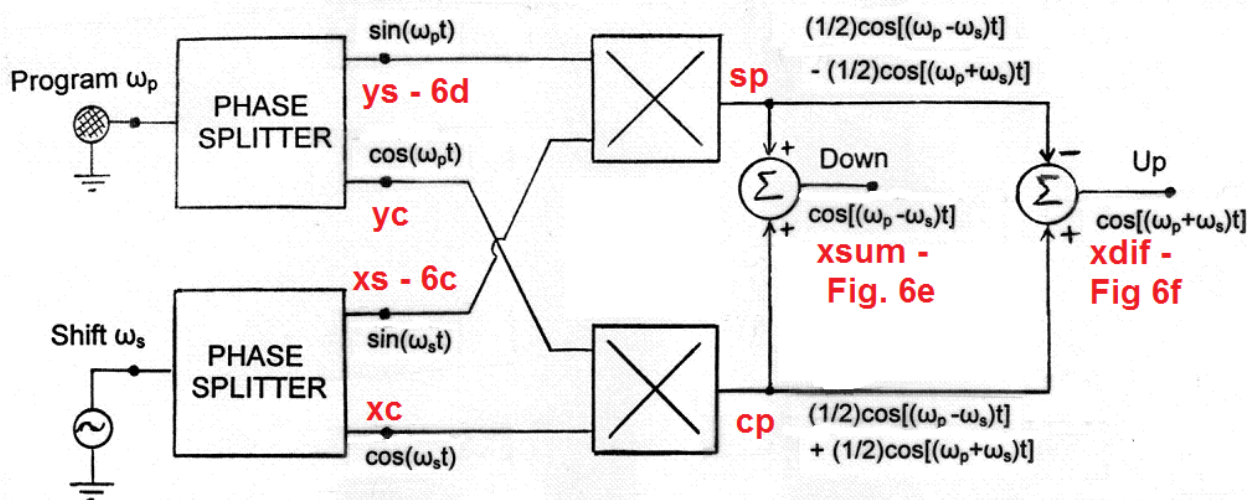 Program ωp
PHASE
SPLITTER
sin(ωpt)
ys - 6d
cos(ωpt)
yc
Shift ωs
PHASE
SPLITTER
xs - 6c
sin(ωst)
xc
cos(ωst)
sp
(1/2)cos[(ωp -ωs)t]
- (1/2)cos[(ωp+ωs)t]
+
Σ
+
Down
cos[(ωp -ωs)t]
xsum -
Fig. 6e
-
Σ
+
Up
cos[(ωp+ωs)t]
xdif -
Fig 6f
cp
(1/2)cos[(ωp -ωs)t]
+ (1/2)cos[(ωp+ωs)t]